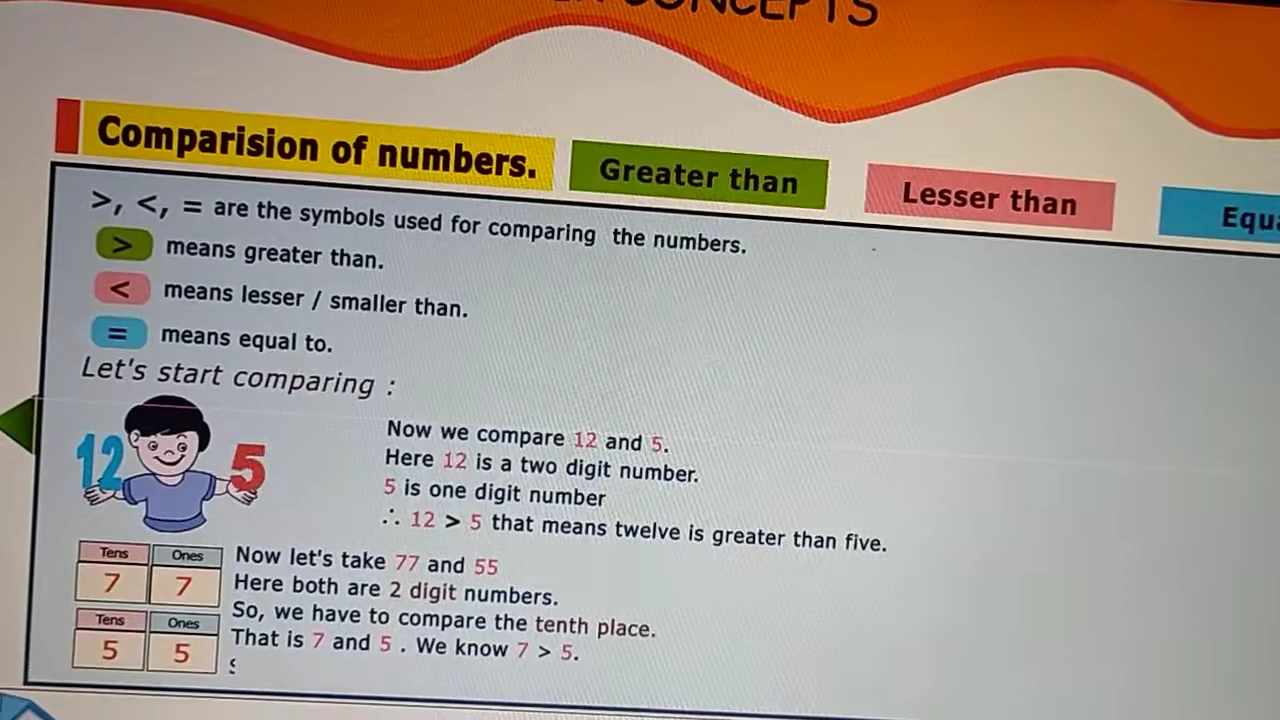 CONCEPTS
Comparision of numbers.
Greater than
Lesser than
>, <, = are the symbols used for comparing the numbers.
> means greater than.
< means lesser / smaller than.
= means equal to.
Let's start comparing :
12 5
Now we compare 12 and 5.
Here 12 is a two digit number.
5 is one digit number
∴ 12 > 5 that means twelve is greater than five.
Tens Ones
7 7
Tens Ones
5 5
Now let's take 77 and 55
Here both are 2 digit numbers.
So, we have to compare the tenth place.
That is 7 and 5 . We know 7 > 5.